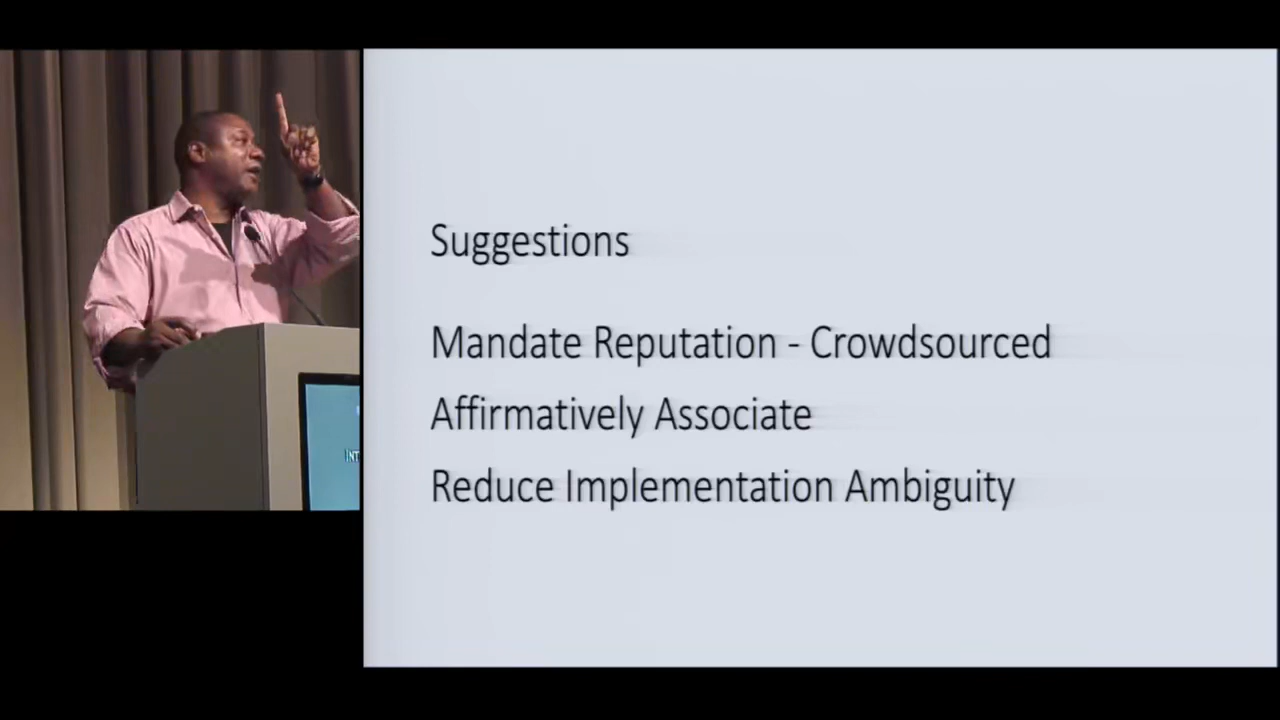 Suggestions
Mandate Reputation - Crowdsourced
Affirmatively Associate
Reduce Implementation Ambiguity